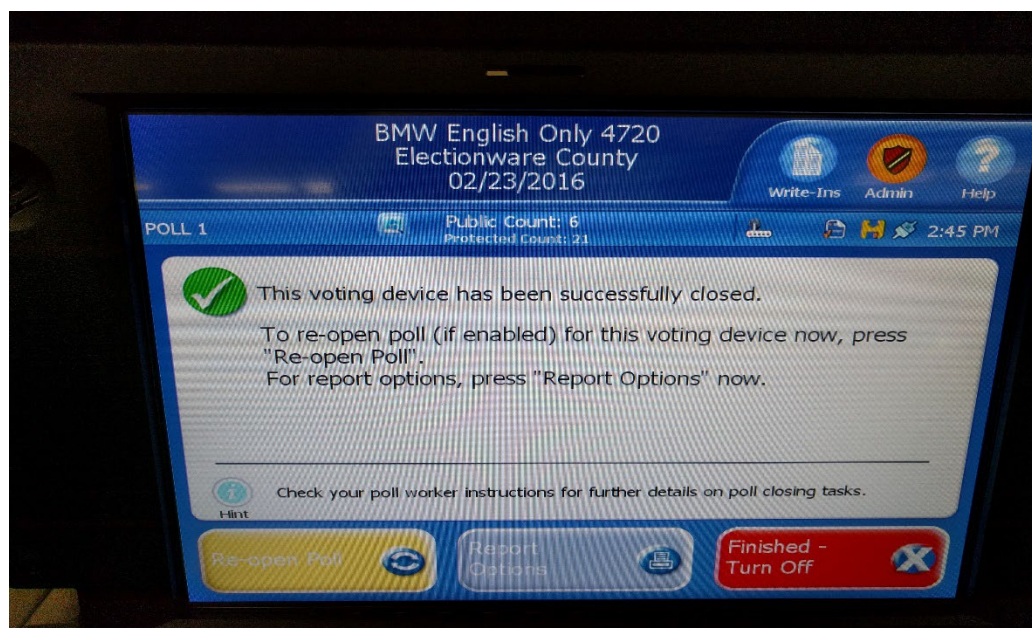 BMW English Only 4720
Electionware County
02/23/2016
Write-Ins
Admin
Help
POLL 1
Public Count: 6
Protected Count: 21
2:45 PM
This voting device has been successfully closed.
To re-open poll (if enabled) for this voting device now, press
"Re-open Poll".
For report options, press "Report Options" now.
Hint
Check your poll worker instructions for further details on poll closing tasks.
Re-open Poll
Report
Options
Finished -
Turn Off